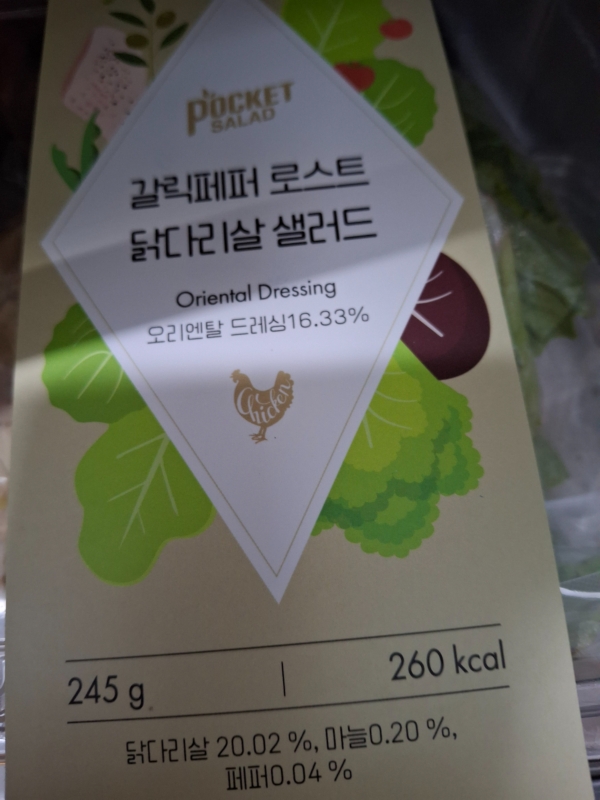 POCKET
SALAD
갈릭페퍼 로스트
닭다리살 샐러드
Oriental Dressing
오리엔탈 드레싱16.33%
Chicken
245 g | 260 kcal
닭다리살 20.02 %, 마늘0.20 %,
페퍼0.04 %